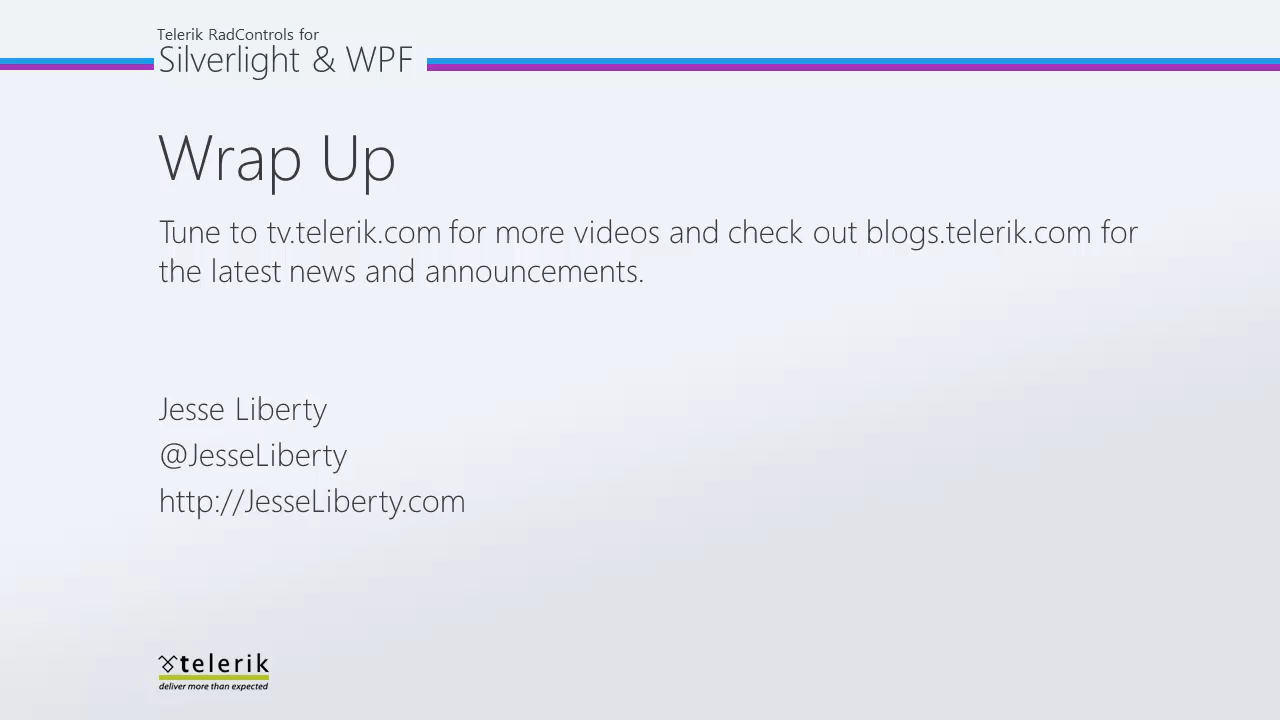 Telerik RadControls for
Silverlight & WPF
Wrap Up
Tune to tv.telerik.com for more videos and check out blogs.telerik.com for
the latest news and announcements.
Jesse Liberty
@JesseLiberty
http://JesseLiberty.com
telerik
deliver more than expected